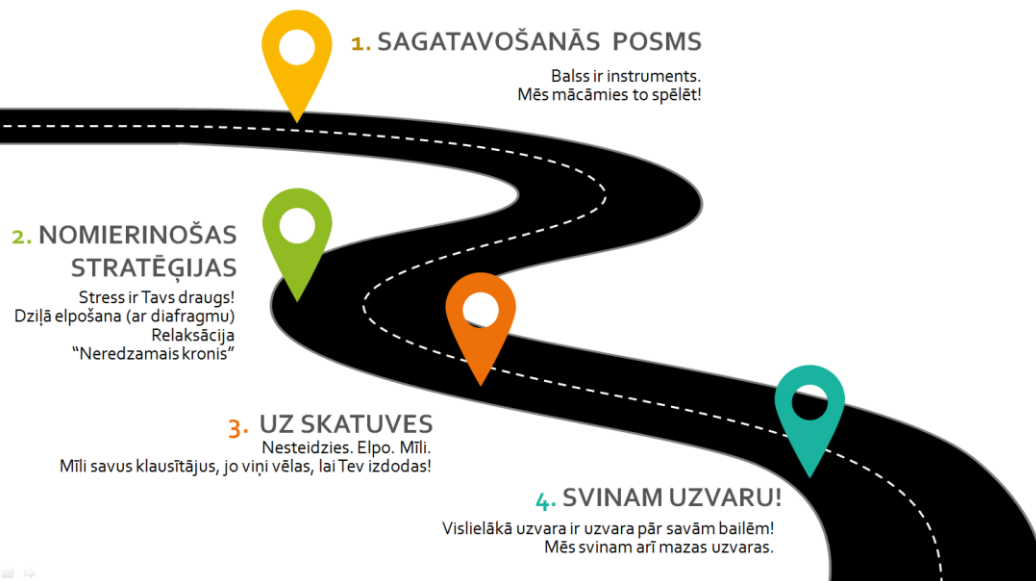 1. SAGATAVOŠANĀS POSMS
Balss ir instruments.
Mēs mācāmies to spēlēt!
2. NOMIERINOŠAS
STRATĒĢIJAS
Stress ir Tavs draugs!
Dziļā elpošana (ar diafragmu)
Relaksācija
“Neredzamais kronis”
3. UZ SKATUVES
Nesteidzies. Elpo. Mīli.
Mīli savus klausītājus, jo viņi vēlas, lai Tev izdodas!
4. SVINAM UZVARU!
Vislielākā uzvara ir uzvara pār savām bailēm!
Mēs svinam arī mazas uzvaras.